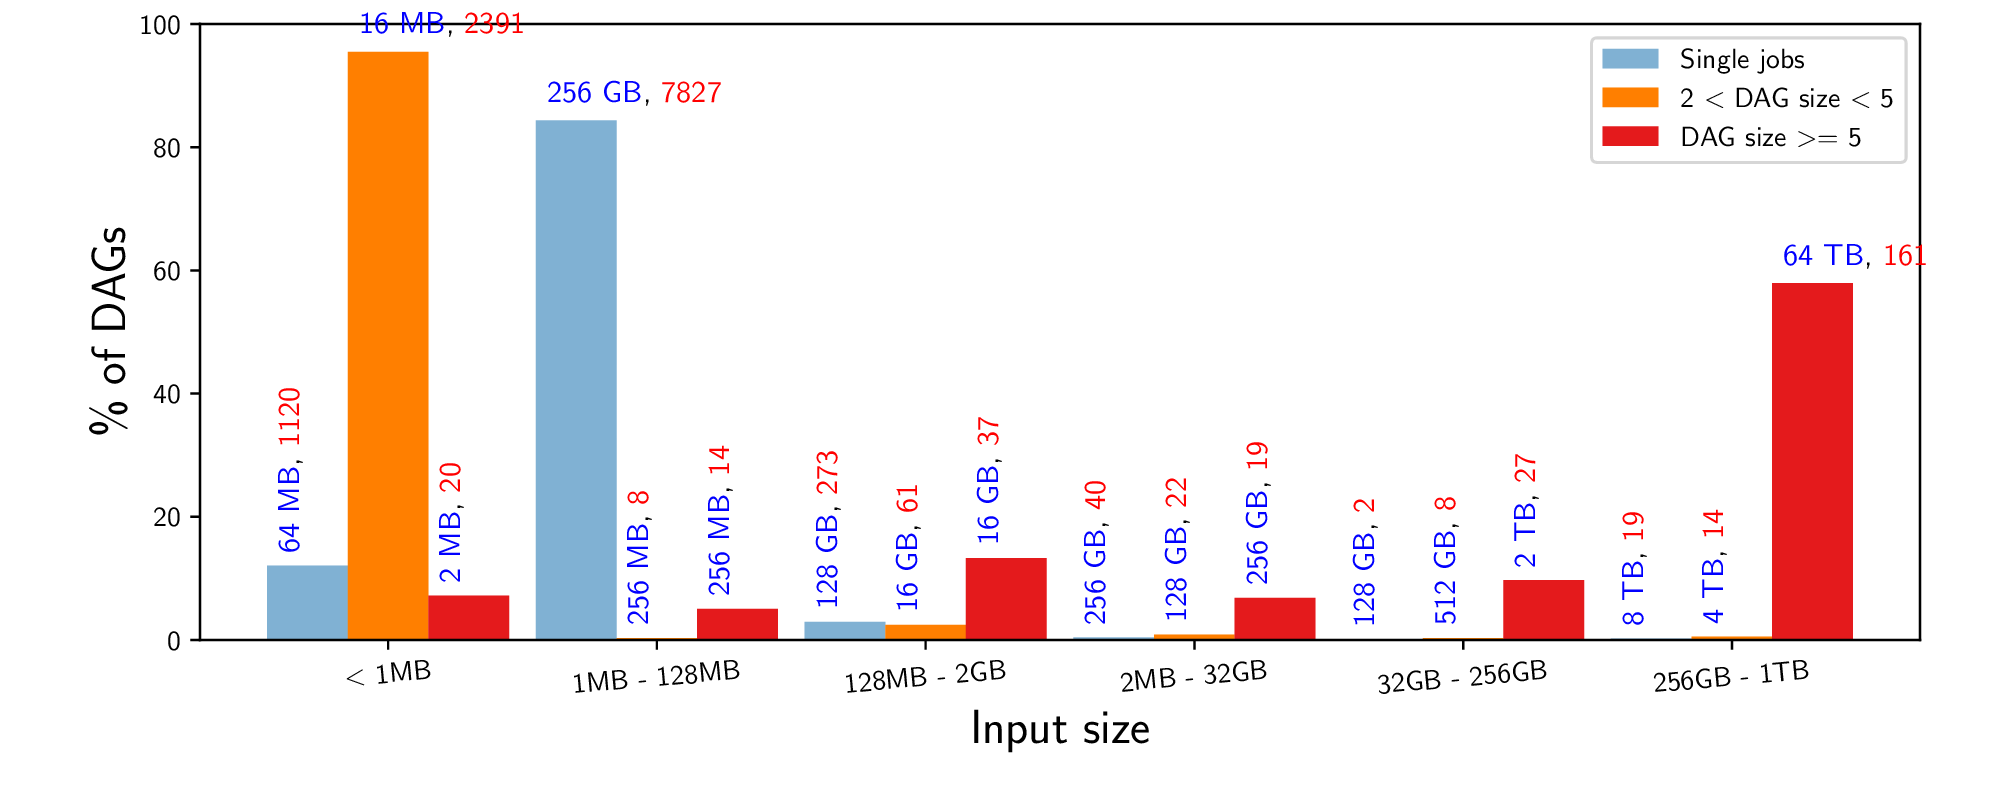 % of DAGs
100
80
60
40
20
0
16 MB, 2391
256 GB, 7827
64 TB, 161
64 MB, 1120
2 MB, 20
256 MB, 8
256 MB, 14
128 GB, 273
16 GB, 61
16 GB, 37
256 GB, 40
128 GB, 22
256 GB, 19
128 GB, 2
512 GB, 8
2 TB, 27
8 TB, 19
4 TB, 14
Single jobs
2 < DAG size < 5
DAG size >= 5
< 1MB
1MB - 128MB
128MB - 2GB
2MB - 32GB
32GB - 256GB
256GB - 1TB
Input size